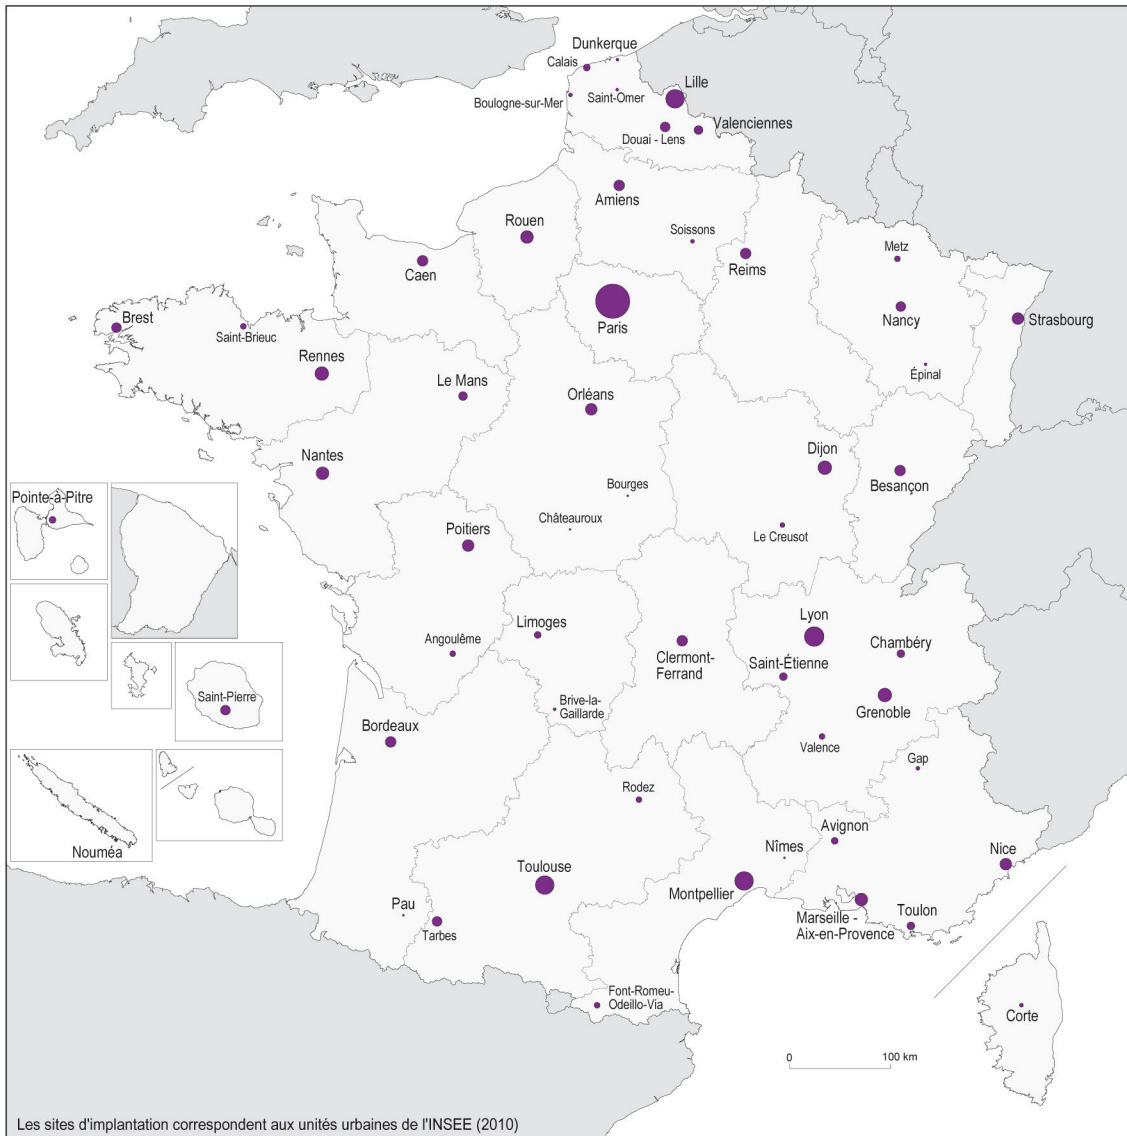 Dunkerque
Calais
Lille
Boulogne-sur-Mer
Saint-Omer
Valenciennes
Douai - Lens
Amiens
Rouen
Soissons
Metz
Reims
Caen
Brest
Paris
Nancy
Strasbourg
Saint-Brieuc
Rennes
Épinal
Le Mans
Orléans
Dijon
Nantes
Bourges
Besançon
Pointe-à-Pitre
Châteauroux
Poitiers
Le Creusot
Lyon
Limoges
Angoulême
Clermont-
Ferrand
Chambéry
Saint-Étienne
Saint-Pierre
Brive-la-
Gaillarde
Grenoble
Bordeaux
Valence
Gap
Rodez
Avignon
Nîmes
Nice
Nouméa
Toulouse
Montpellier
Pau
Marseille -
Aix-en-Provence
Toulon
Tarbes
Font-Romeu-
Odeillo-Via
Corte
0 100 km
Les sites d'implantation correspondent aux unités urbaines de l'INSEE (2010)